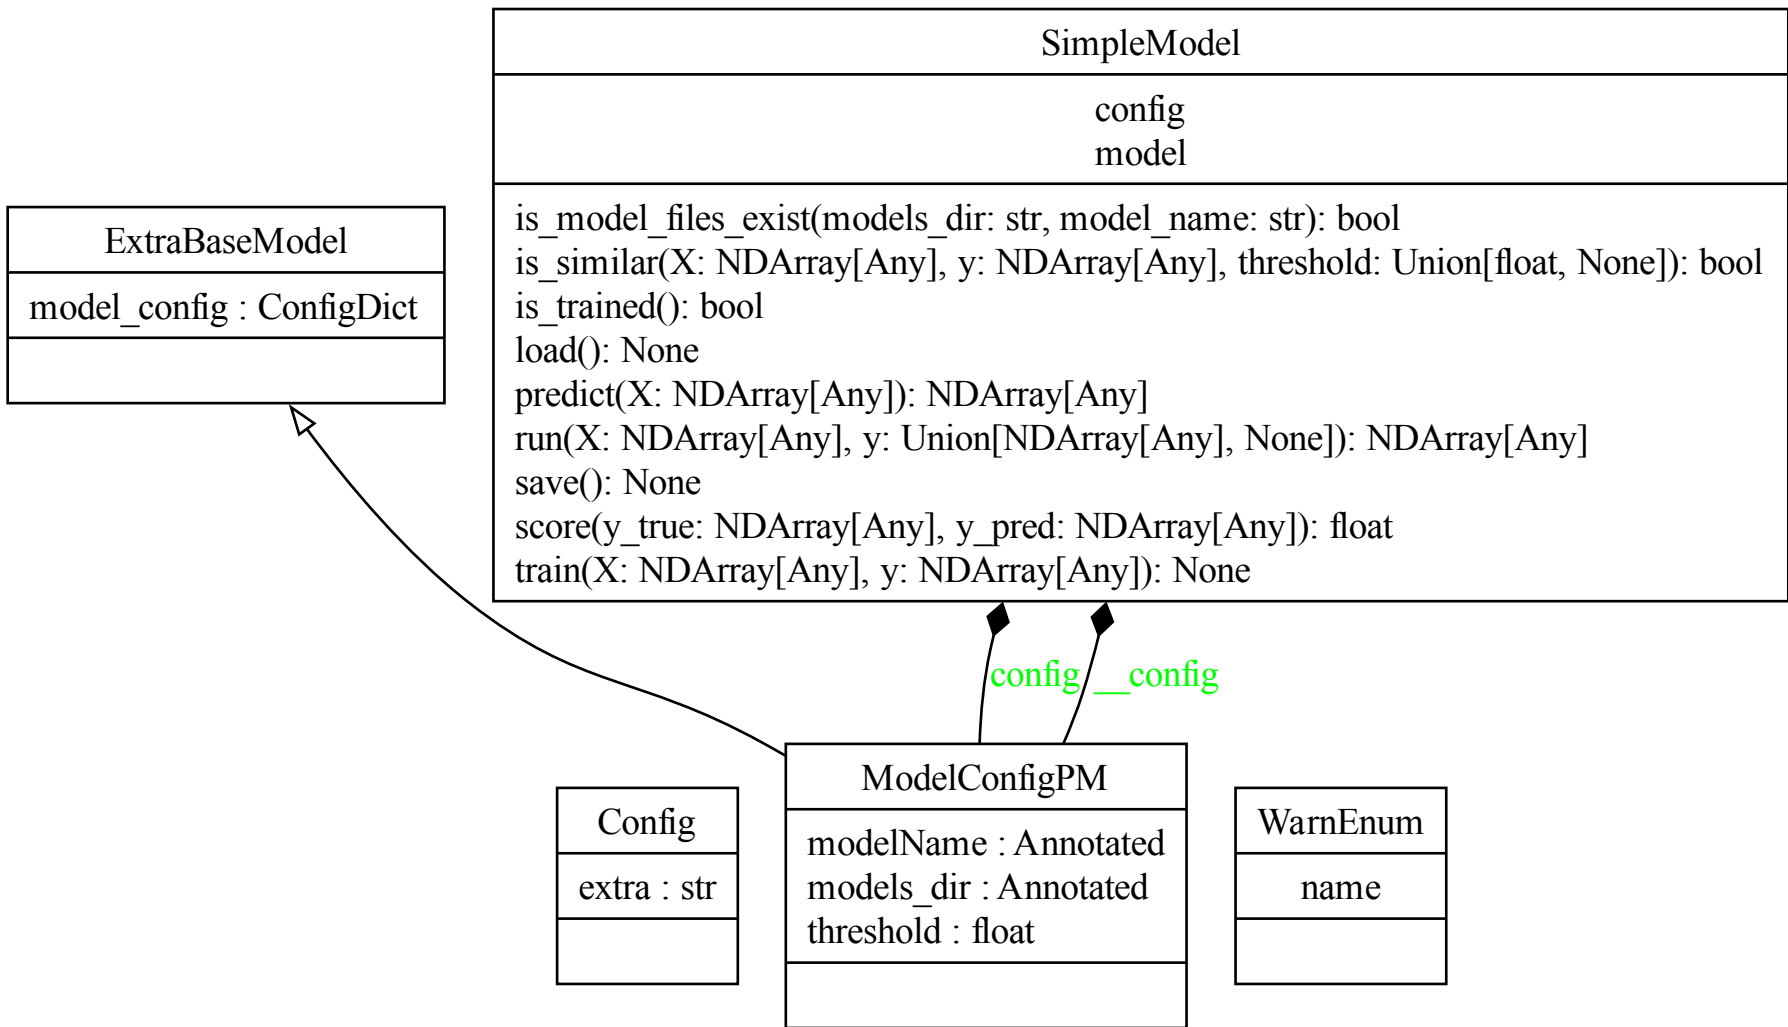 SimpleModel
config
model
is_model_files_exist(models_dir: str, model_name: str): bool
is_similar(X: NDArray[Any], y: NDArray[Any], threshold: Union[float, None]): bool
is_trained(): bool
load(): None
predict(X: NDArray[Any]): NDArray[Any]
run(X: NDArray[Any], y: Union[NDArray[Any], None]): NDArray[Any]
save(): None
score(y_true: NDArray[Any], y_pred: NDArray[Any]): float
train(X: NDArray[Any], y: NDArray[Any]): None
ExtraBaseModel
model_config : ConfigDict
config
__config
Config
extra : str
ModelConfigPM
modelName : Annotated
models_dir : Annotated
threshold : float
WarnEnum
name